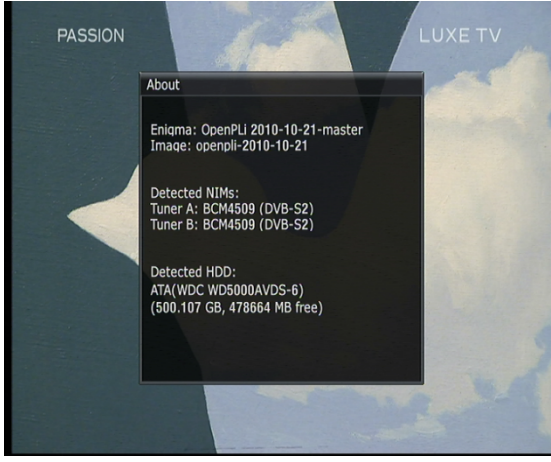 PASSION
LUXE TV
About
Enigma: OpenPLi 2010-10-21-master
Image: openpli-2010-10-21
Detected NIMs:
Tuner A: BCM4509 (DVB-S2)
Tuner B: BCM4509 (DVB-S2)
Detected HDD:
ATA(WDC WD5000AVDS-6)
(500.107 GB, 478664 MB free)